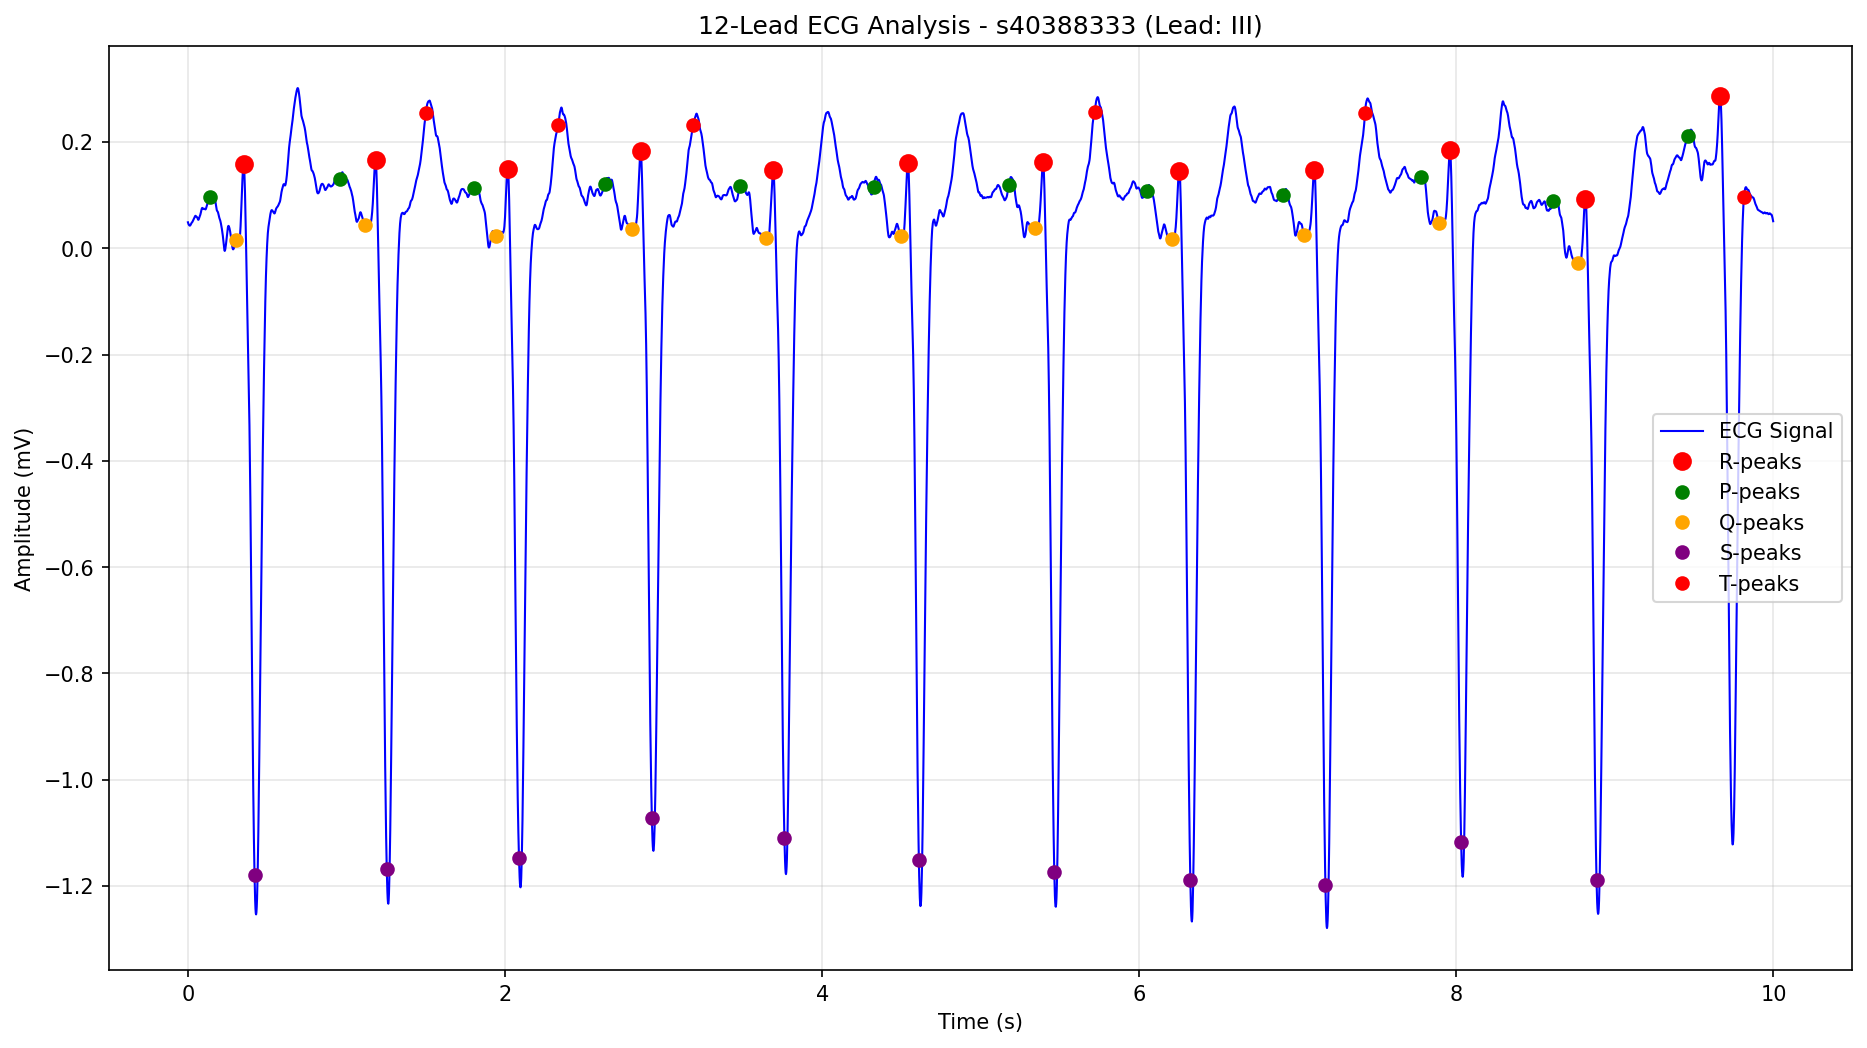 12-Lead ECG Analysis - s40388333 (Lead: III)
Amplitude (mV)
0.2
0.0
−0.2
−0.4
−0.6
−0.8
−1.0
−1.2
ECG Signal
R-peaks
P-peaks
Q-peaks
S-peaks
T-peaks
0 2 4 6 8 10
Time (s)